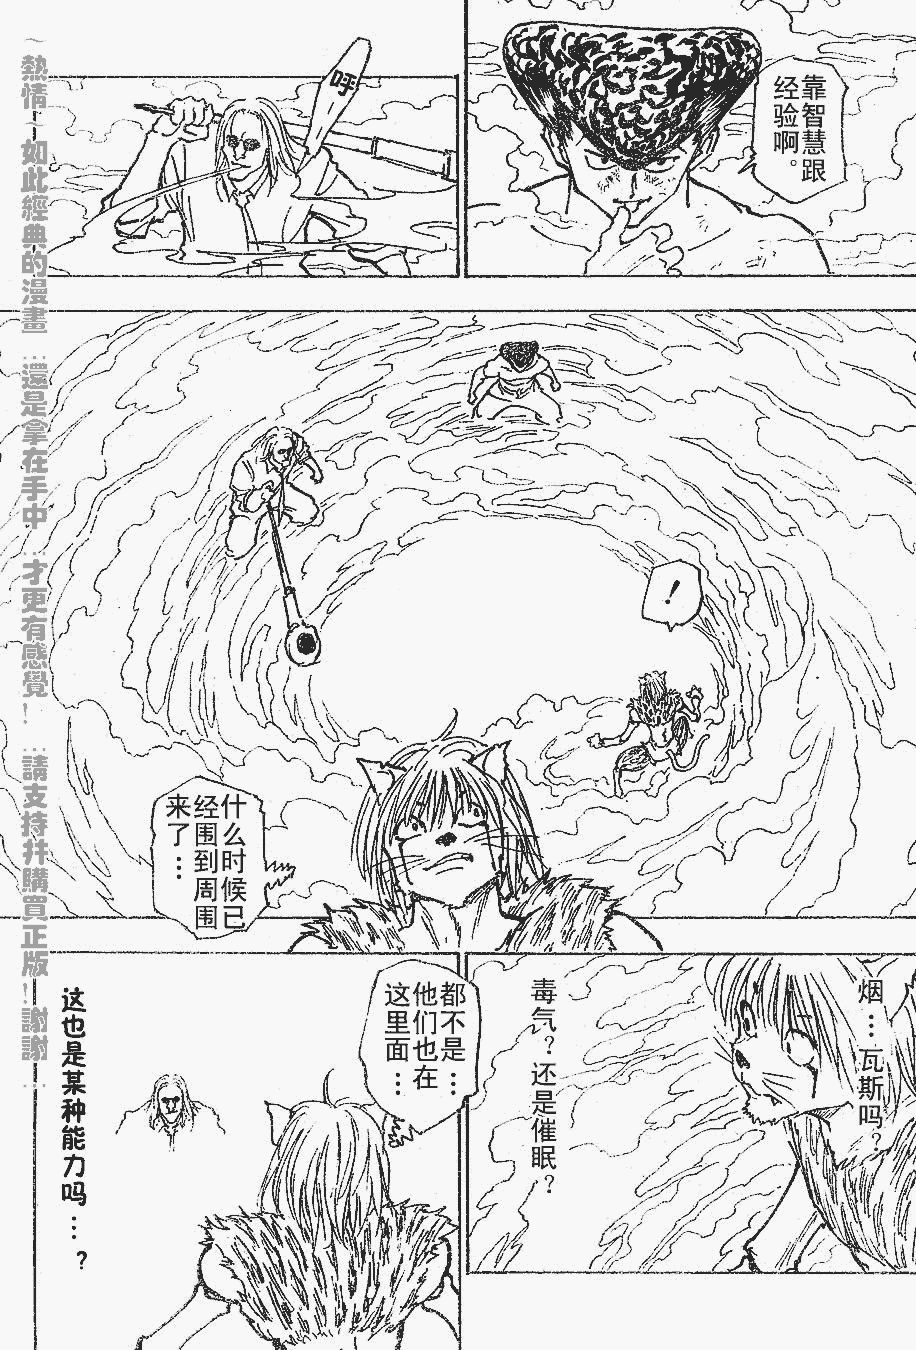 靠智慧跟
经验啊。
呼
！
什么时候已
经围到周围
来了…
烟…瓦斯吗？
毒气？还是催眠？
都不是…
他们也在
这里面…
这也是某种能力吗…？
～熱情～如此經典的漫畫…還是拿在手中…才更有感覺！…請支持并購買正版！謝謝…